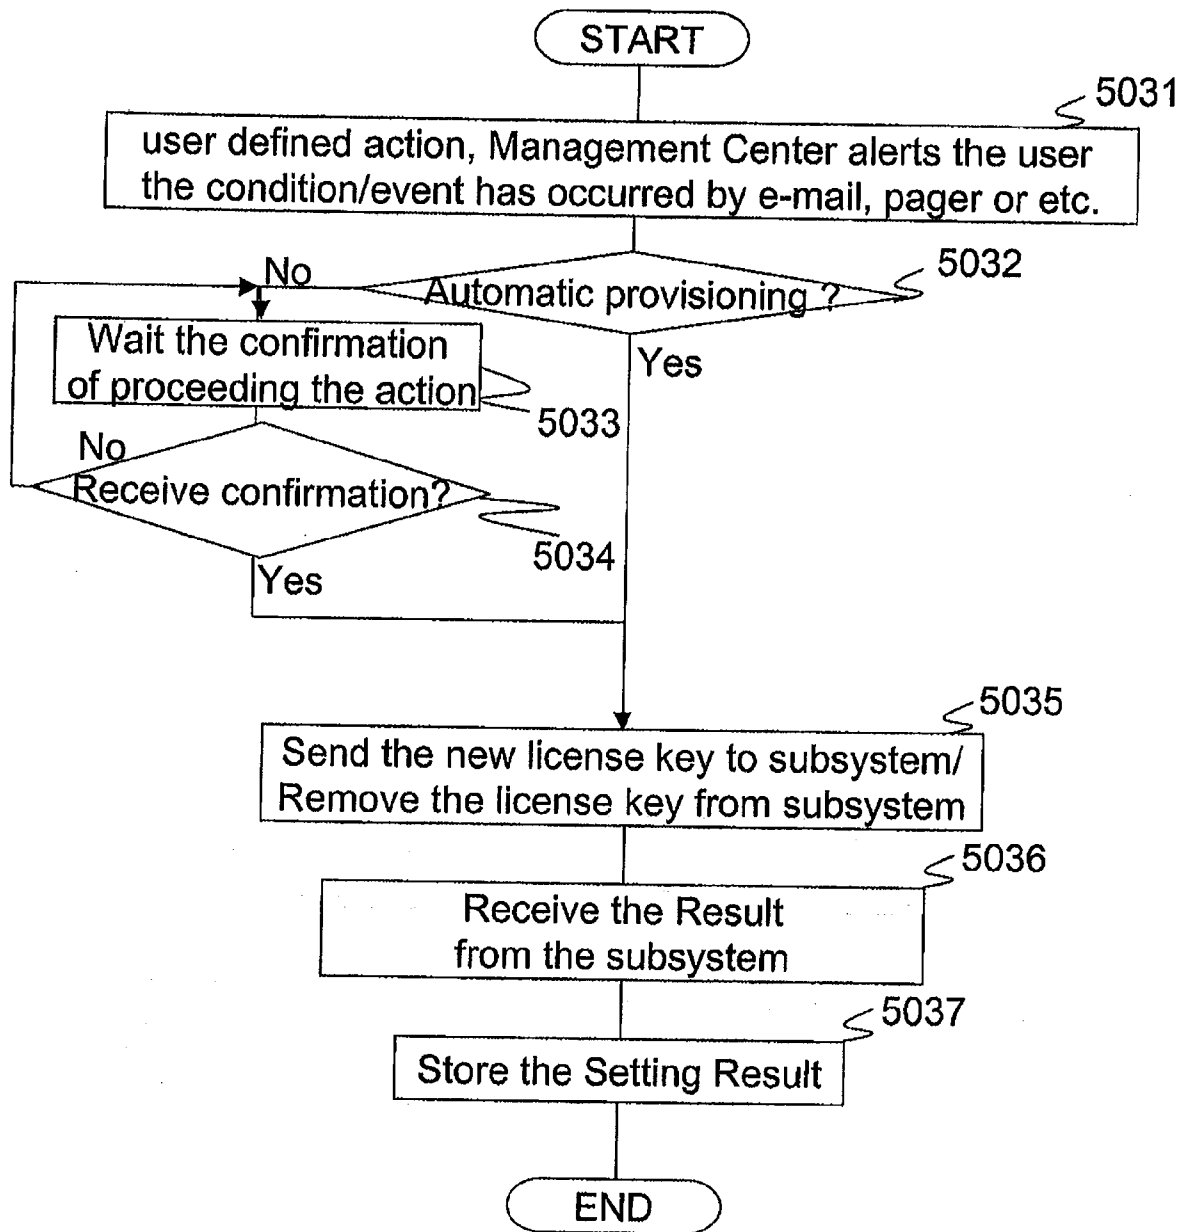 START
5031
user defined action, Management Center alerts the user
the condition/event has occurred by e-mail, pager or etc.
5032
No
Automatic provisioning ?
Yes
Wait the confirmation
of proceeding the action
5033
No
Receive confirmation?
5034
Yes
5035
Send the new license key to subsystem/
Remove the license key from subsystem
5036
Receive the Result
from the subsystem
5037
Store the Setting Result
END